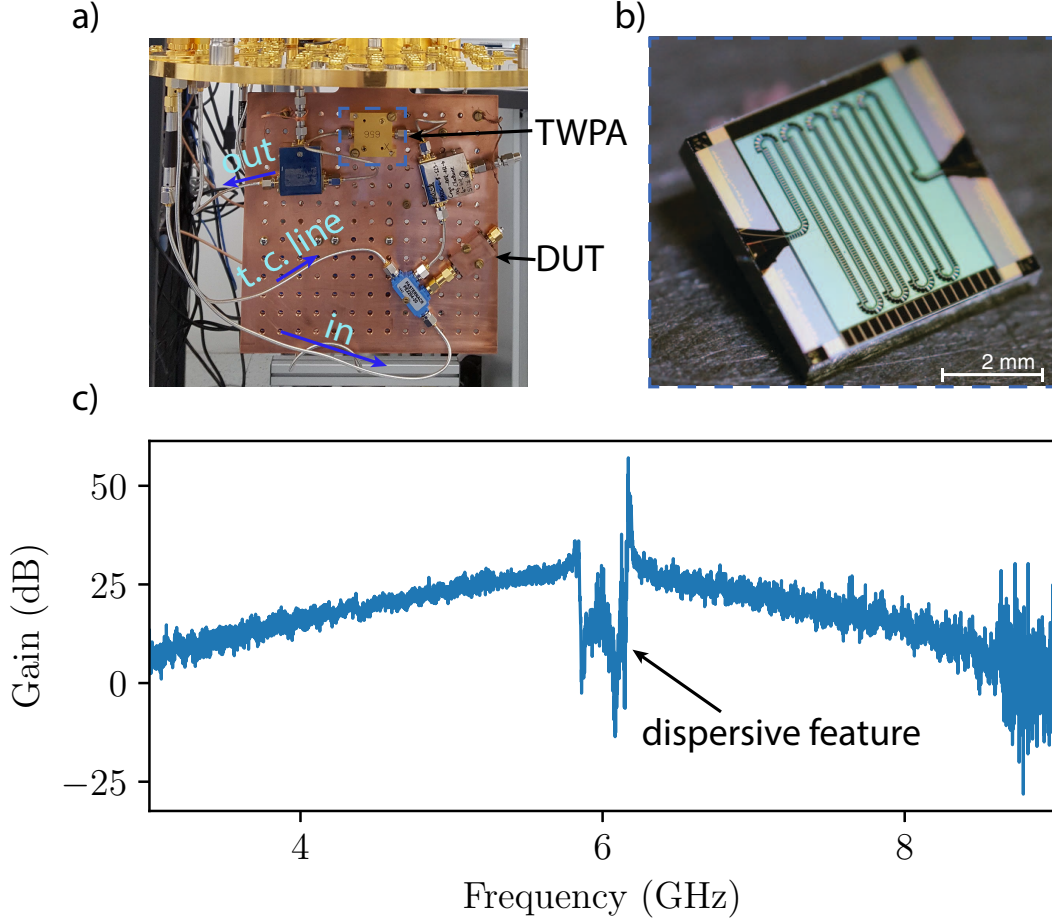 a)
b)
TWPA
out
999
X
t. c. line
DUT
in
2 mm
c)
50
25
0
−25
Gain (dB)
dispersive feature
4
6
8
Frequency (GHz)